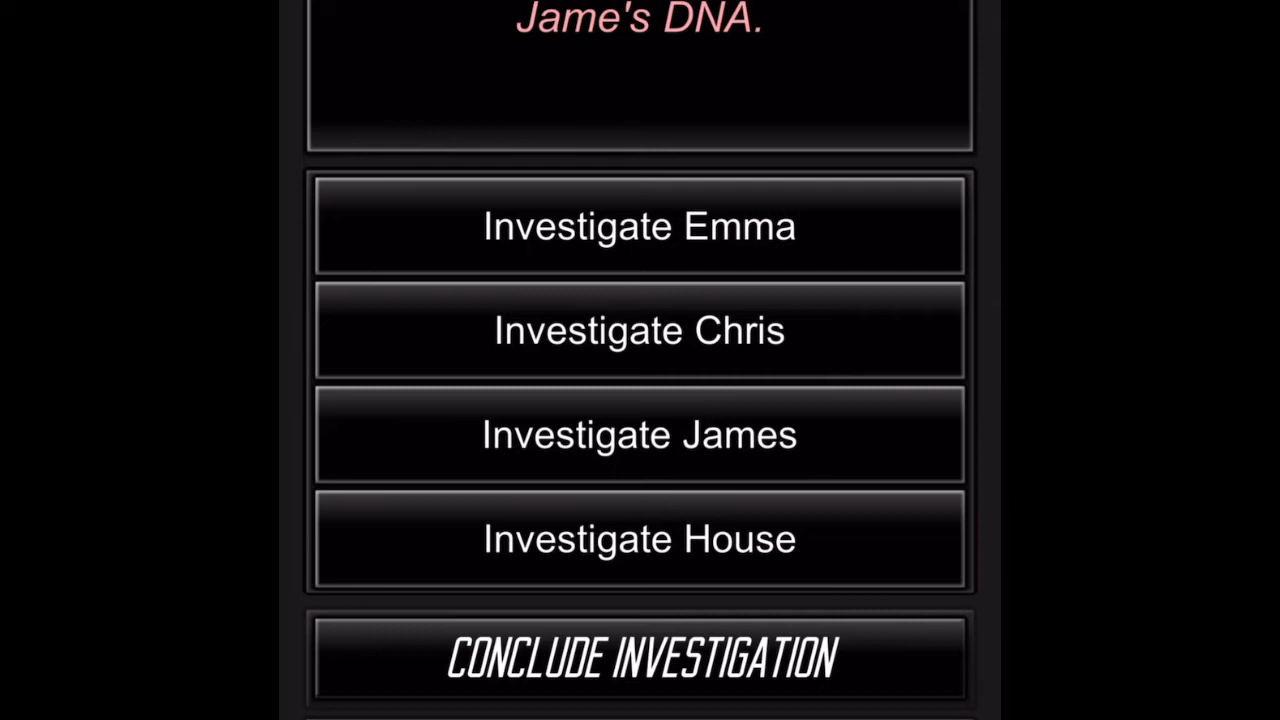 Jame's DNA.
Investigate Emma
Investigate Chris
Investigate James
Investigate House
CONCLUDE INVESTIGATION